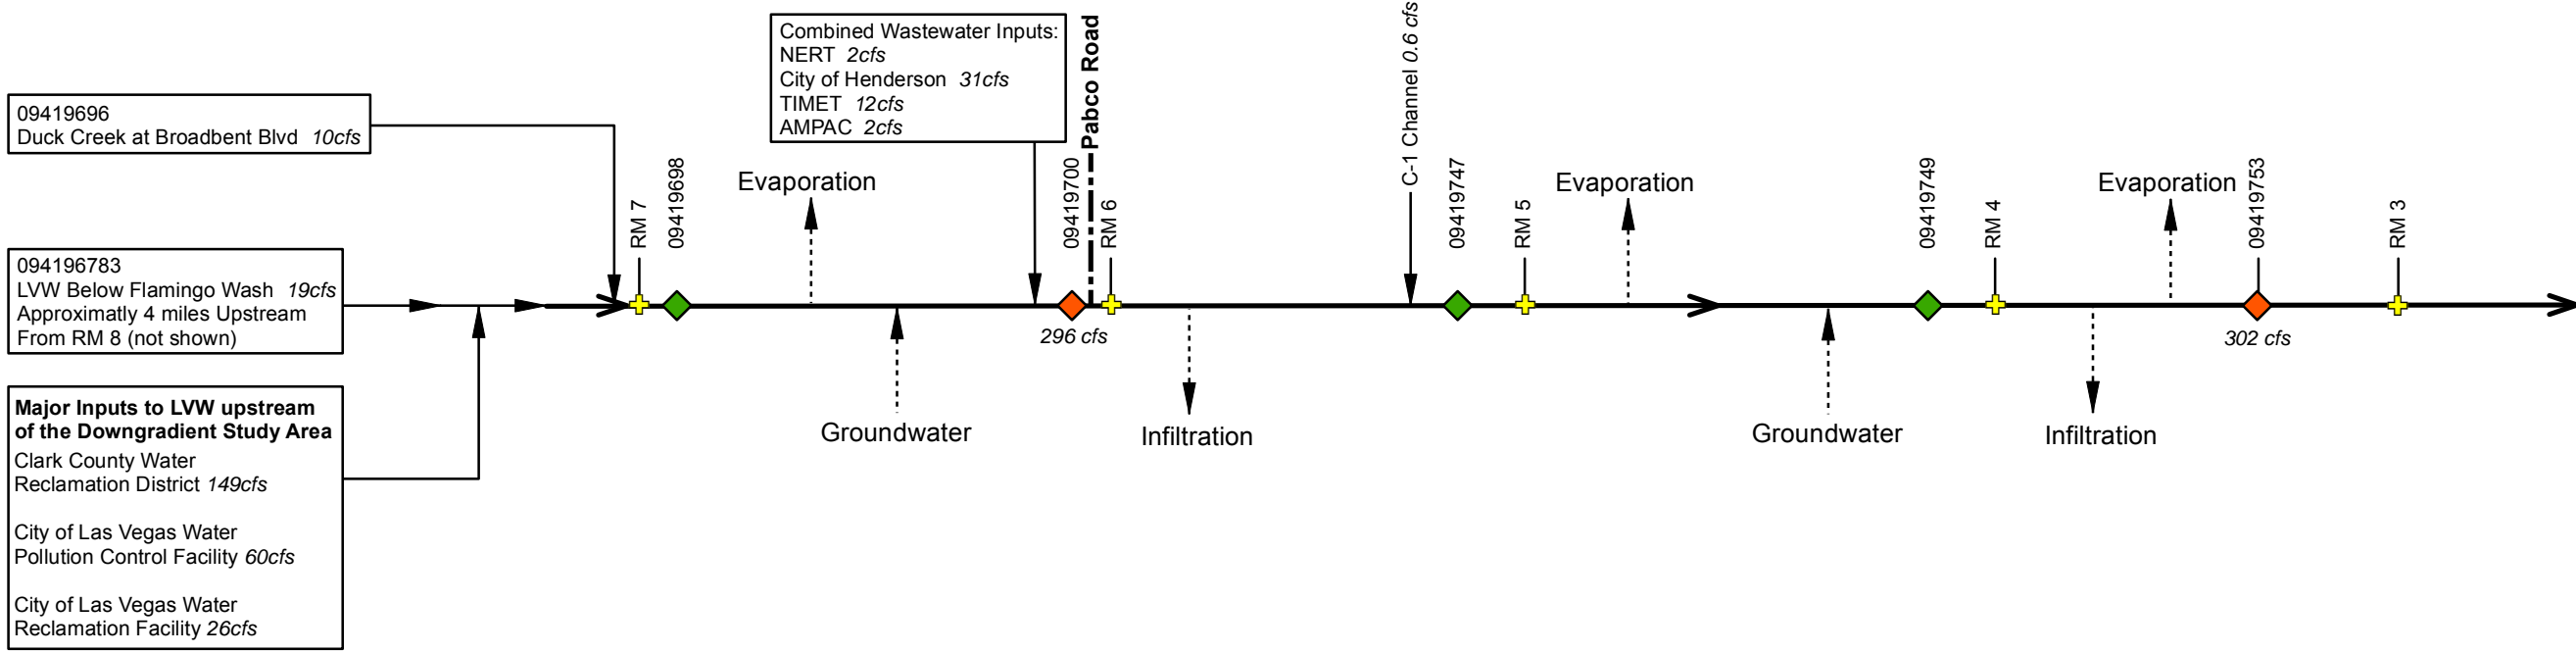 09419696
Duck Creek at Broadbent Blvd 10cfs
094196783
LVW Below Flamingo Wash 19cfs
Approximatly 4 miles Upstream
From RM 8 (not shown)
Major Inputs to LVW upstream
of the Downgradient Study Area
Clark County Water
Reclamation District 149cfs
City of Las Vegas Water
Pollution Control Facility 60cfs
City of Las Vegas Water
Reclamation Facility 26cfs
RM 7
09419698
Evaporation
Groundwater
Combined Wastewater Inputs:
NERT 2cfs
City of Henderson 31cfs
TIMET 12cfs
AMPAC 2cfs
09419700
296 cfs
Pabco Road
RM 6
Infiltration
C-1 Channel 0.6 cfs
09419747
RM 5
Evaporation
Groundwater
09419749
RM 4
Infiltration
Evaporation
09419753
302 cfs
RM 3